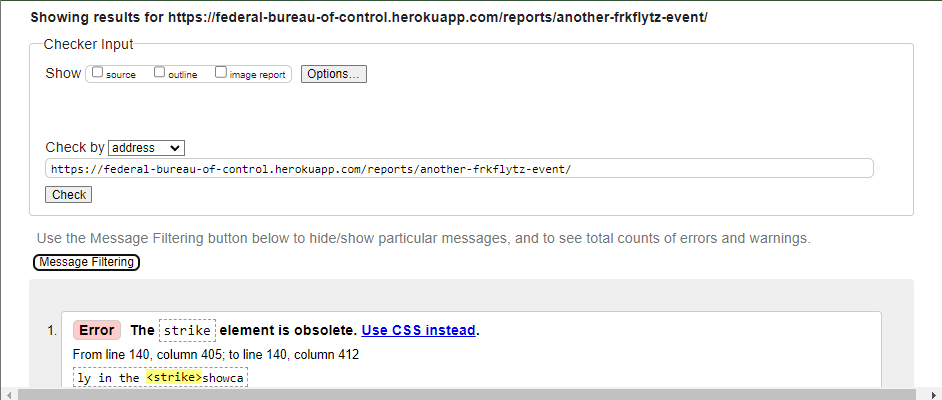 Showing results for https://federal-bureau-of-control.herokuapp.com/reports/another-frkflytz-event/
Checker Input
Show source outline image report Options...
Check by address
https://federal-bureau-of-control.herokuapp.com/reports/another-frkflytz-event/
Check
Use the Message Filtering button below to hide/show particular messages, and to see total counts of errors and warnings.
Message Filtering
1. Error The strike element is obsolete. Use CSS instead.
From line 140, column 405; to line 140, column 412
ly in the <strike>showca